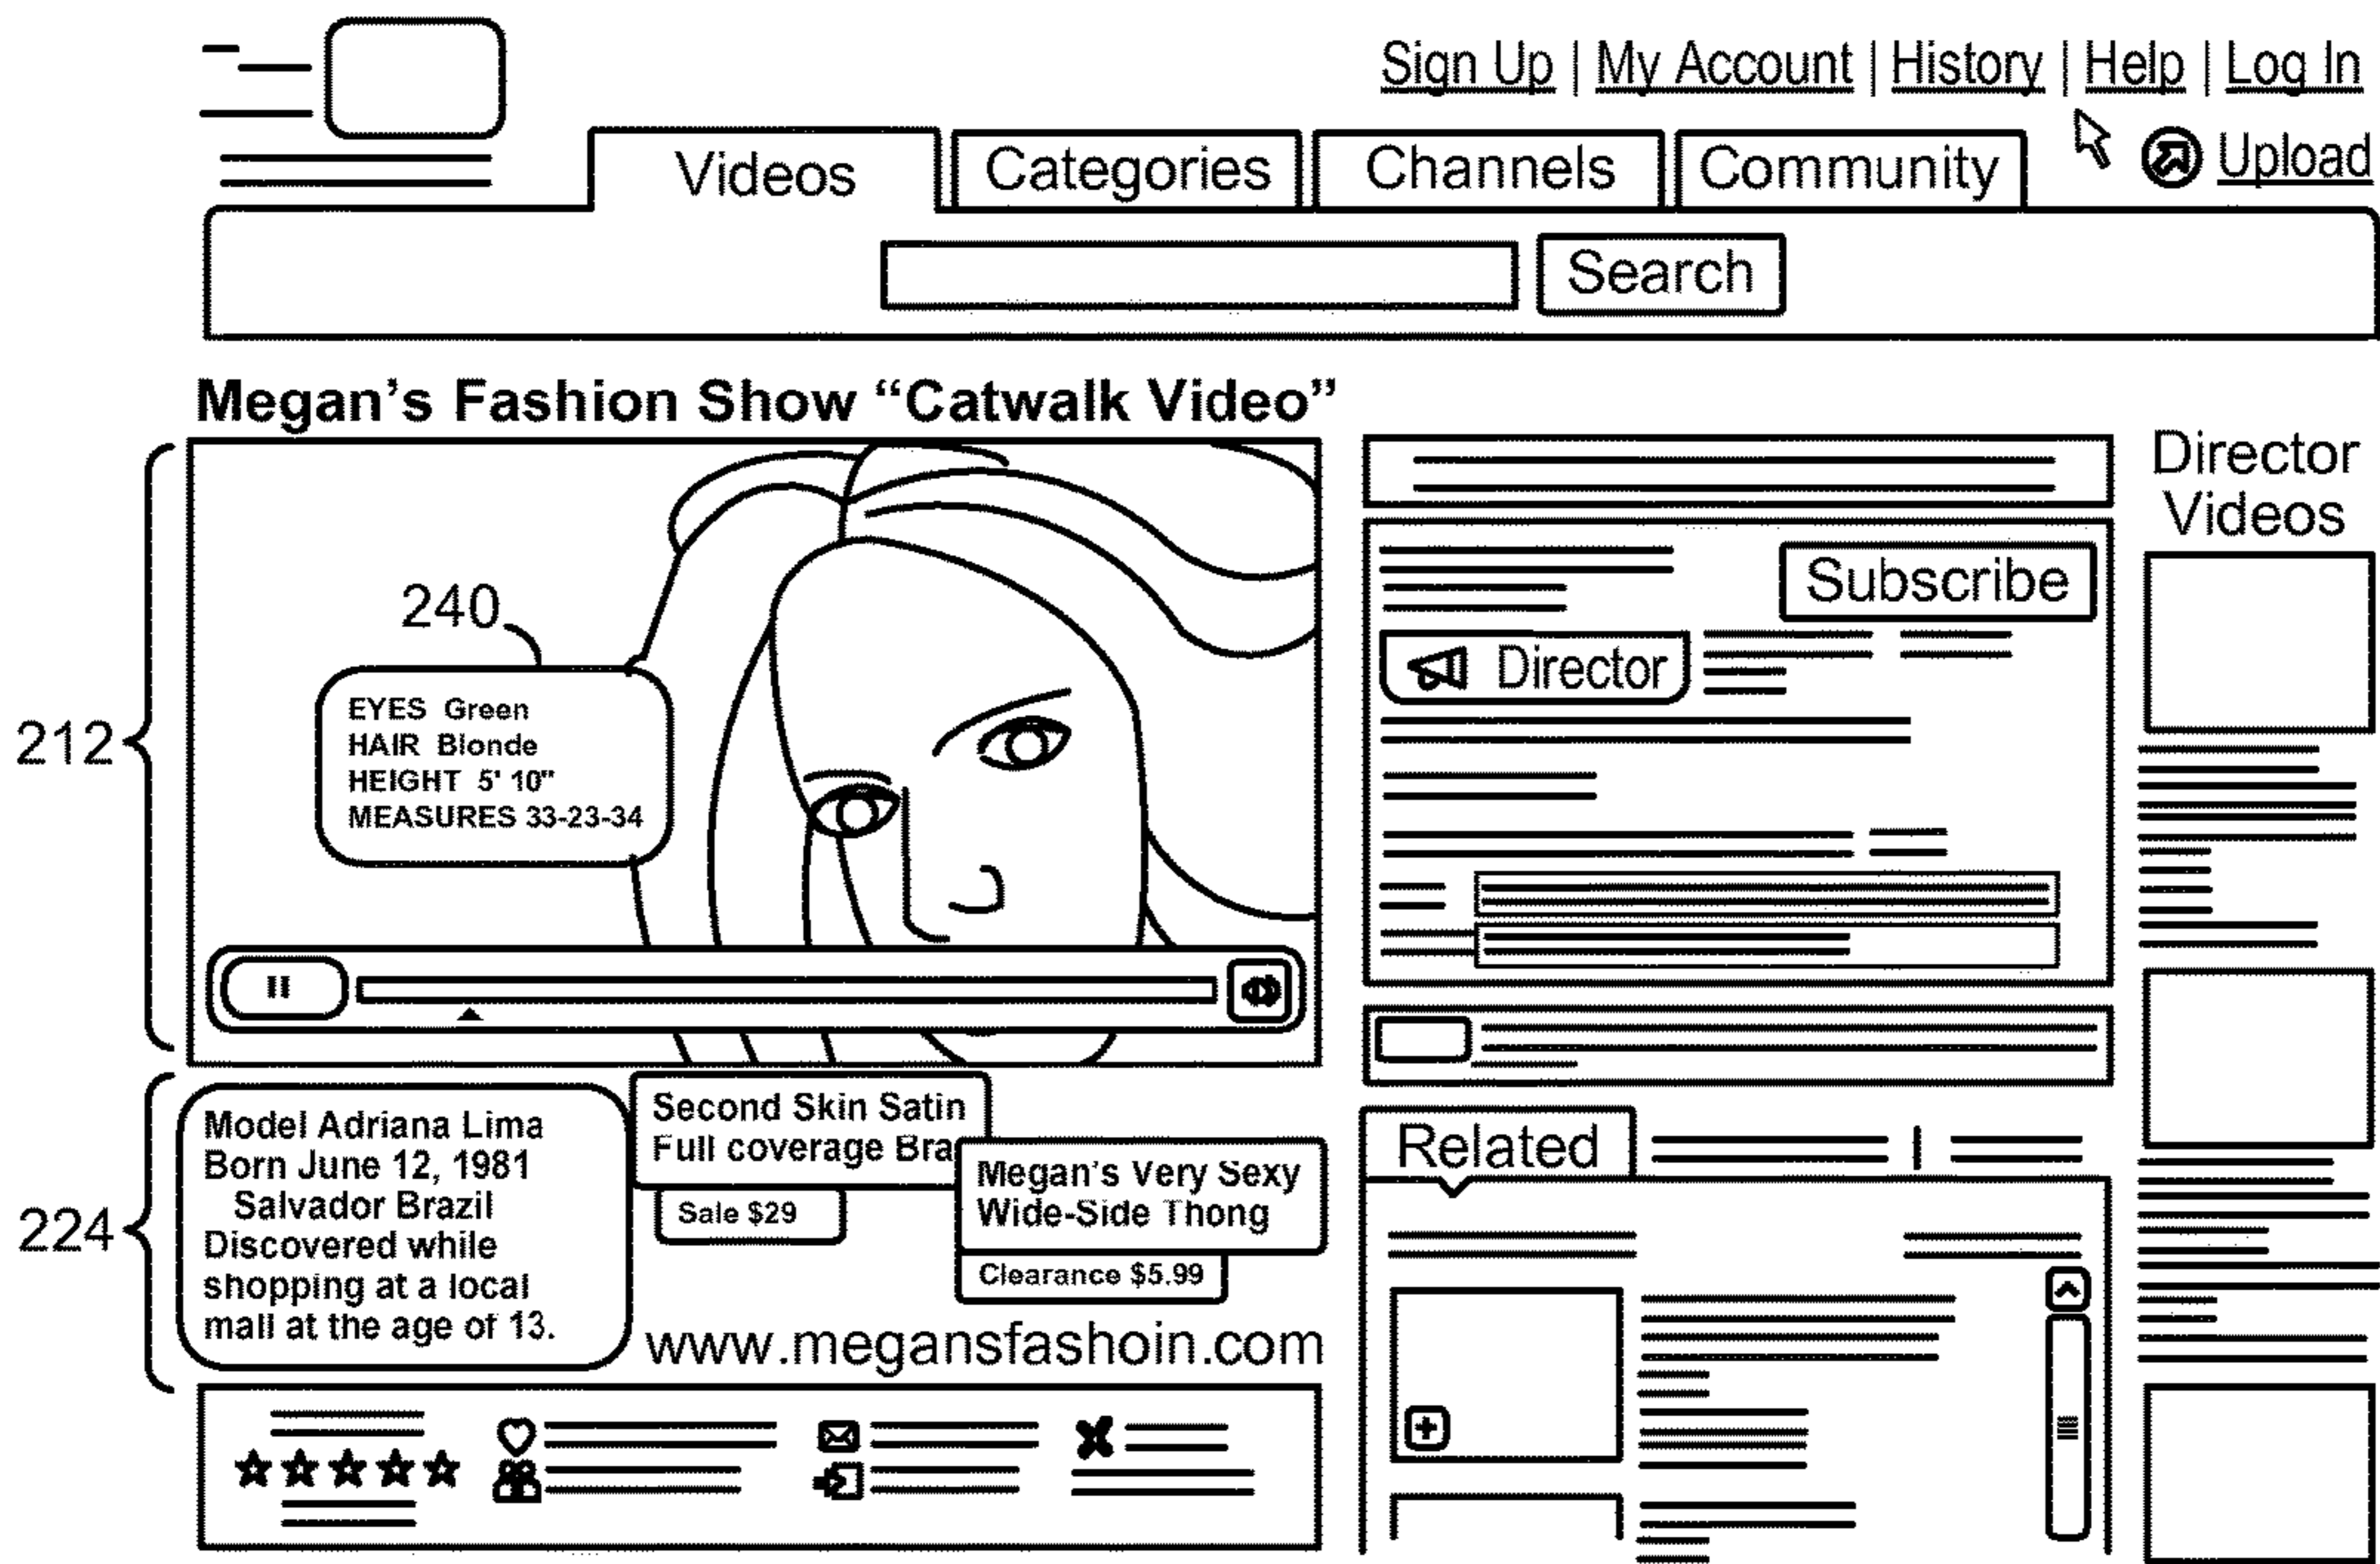 Sign Up | My Account | History | Help | Log In
Upload
Videos
Categories
Channels
Community
Search
Megan's Fashion Show “Catwalk Video”
212
240
EYES Green
HAIR Blonde
HEIGHT 5' 10"
MEASURES 33-23-34
Subscribe
Director
Director
Videos
224
Model Adriana Lima
Born June 12, 1981
Salvador Brazil
Discovered while
shopping at a local
mall at the age of 13.
Second Skin Satin
Full coverage Bra
Sale $29
Megan's Very Sexy
Wide-Side Thong
Clearance $5.99
www.megansfashoin.com
Related